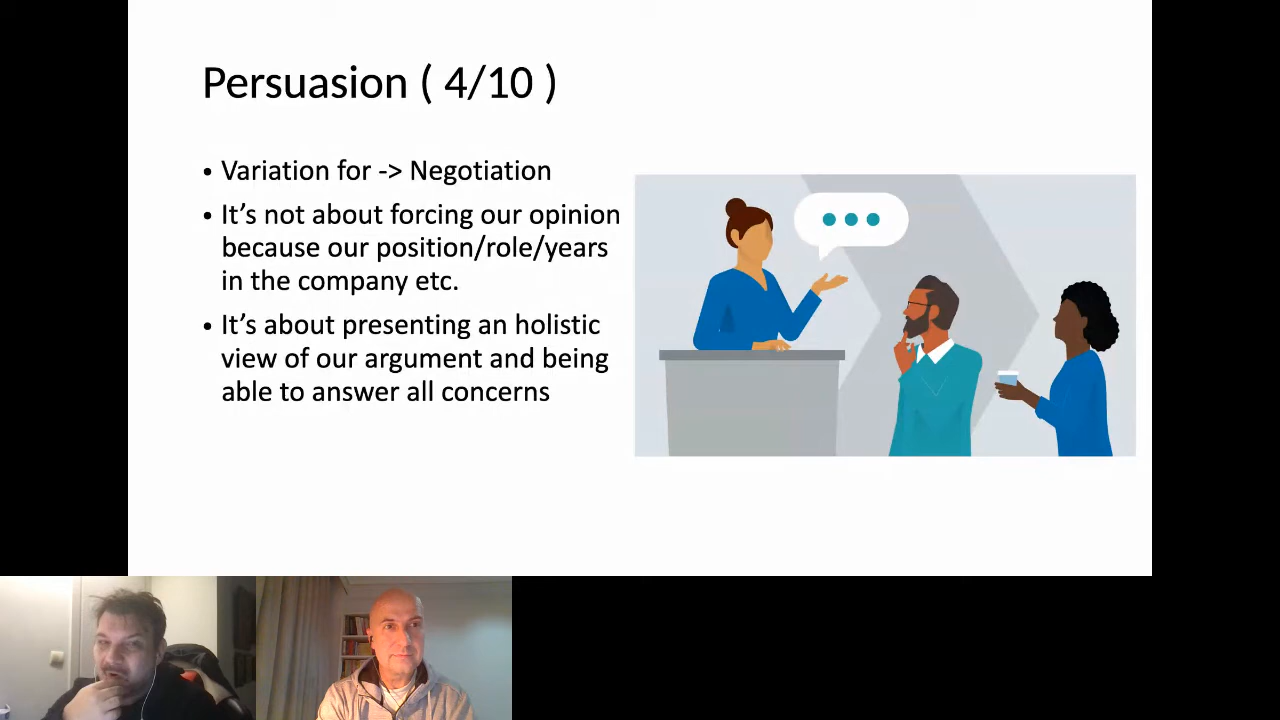 Persuasion ( 4/10 )
• Variation for -> Negotiation
• It’s not about forcing our opinion
because our position/role/years
in the company etc.
• It’s about presenting an holistic
view of our argument and being
able to answer all concerns